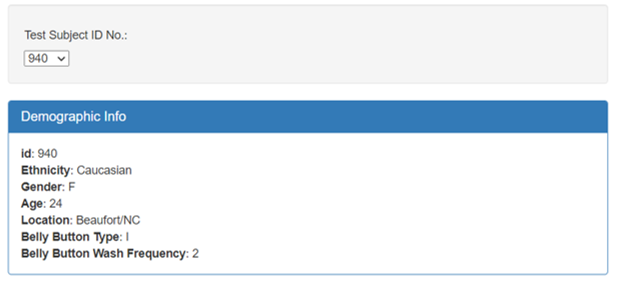 Test Subject ID No.:
940
Demographic Info
id: 940
Ethnicity: Caucasian
Gender: F
Age: 24
Location: Beaufort/NC
Belly Button Type: I
Belly Button Wash Frequency: 2